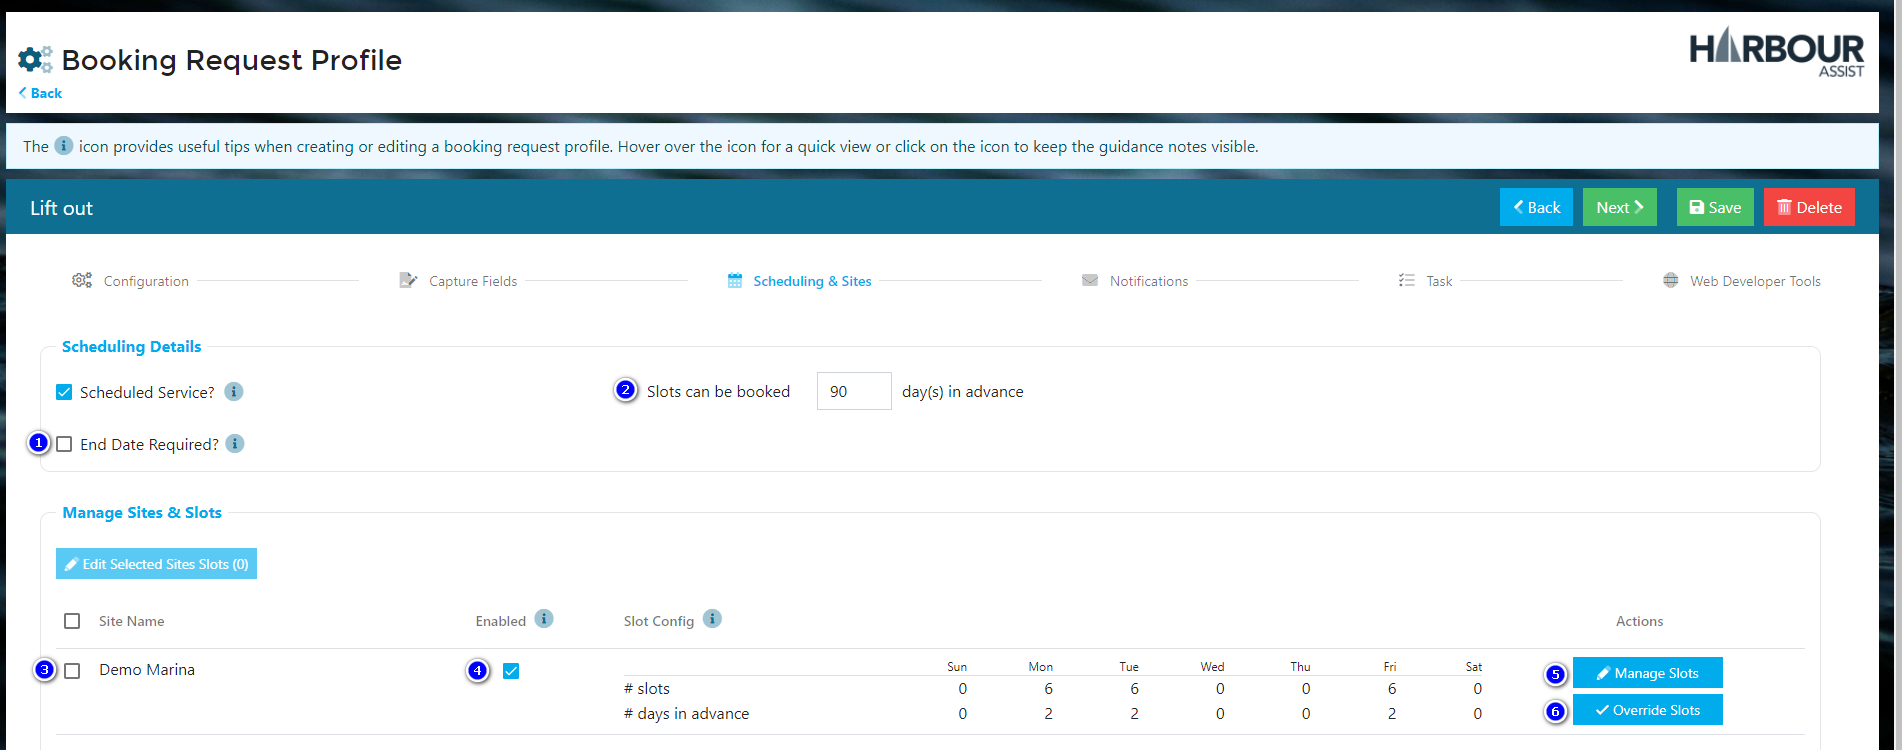 Booking Request Profile
HARBOUR
ASSIST
Back
The i icon provides useful tips when creating or editing a booking request profile. Hover over the icon for a quick view or click on the icon to keep the guidance notes visible.
Lift out
Back Next Save Delete
Configuration Capture Fields Scheduling & Sites Notifications Task Web Developer Tools
Scheduling Details
Scheduled Service? i 2 Slots can be booked 90 day(s) in advance
1 End Date Required? i
Manage Sites & Slots
Edit Selected Sites Slots (0)
Site Name Enabled i Slot Config i Actions
3 Demo Marina 4 Sun Mon Tue Wed Thu Fri Sat 5 Manage Slots
# slots 0 6 6 0 0 6 0
# days in advance 0 2 2 0 0 2 0 6 Override Slots